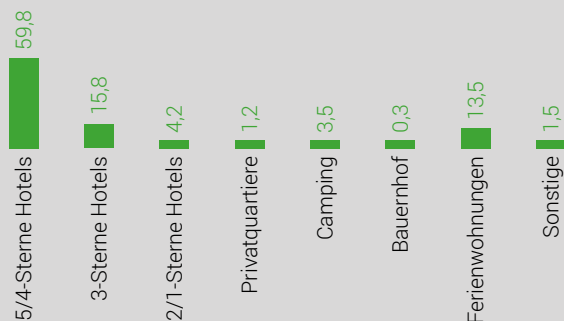 59,8
15,8
4,2
1,2
3,5
0,3
13,5
1,5
5/4-Sterne Hotels
3-Sterne Hotels
2/1-Sterne Hotels
Privatquartiere
Camping
Bauernhof
Ferienwohnungen
Sonstige